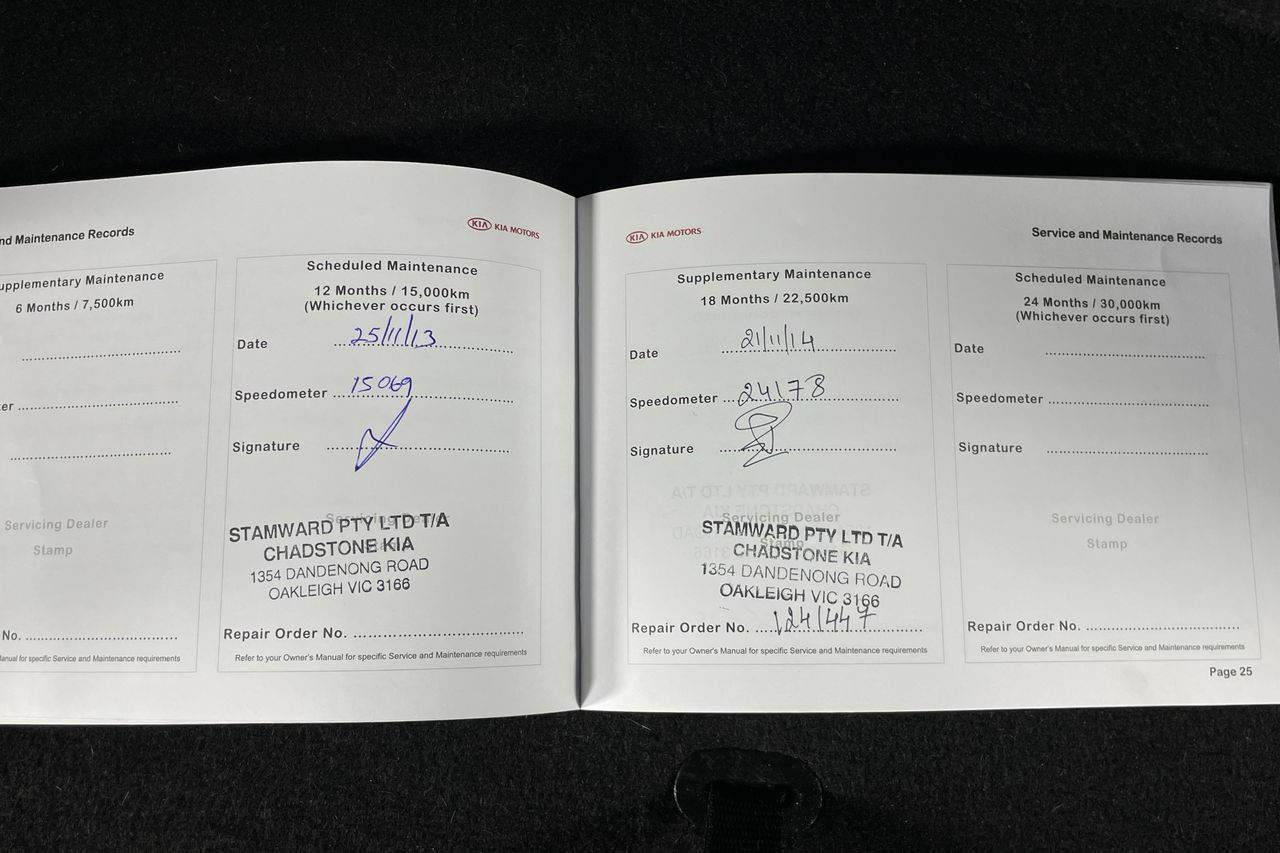 nd Maintenance Records
KIA KIA MOTORS
upplementary Maintenance
6 Months / 7,500km
er
Servicing Dealer
Stamp
No.
anual for specific Service and Maintenance requirements
Scheduled Maintenance
12 Months / 15,000km
(Whichever occurs first)
Date 25/11/13
Speedometer 15069
Signature
Servicing Dealer
STAMWARD PTY LTD T/A
CHADSTONE KIA
1354 DANDENONG ROAD
OAKLEIGH VIC 3166
Repair Order No.
Refer to your Owner's Manual for specific Service and Maintenance requirements
KIA KIA MOTORS
Service and Maintenance Records
Supplementary Maintenance
18 Months / 22,500km
Date 21/11/14
Speedometer 24178
Signature
Servicing Dealer
Stamp
STAMWARD PTY LTD T/A
CHADSTONE KIA
1354 DANDENONG ROAD
OAKLEIGH VIC 3166
Repair Order No. 124447
Refer to your Owner's Manual for specific Service and Maintenance requirements
Scheduled Maintenance
24 Months / 30,000km
(Whichever occurs first)
Date
Speedometer
Signature
Servicing Dealer
Stamp
Repair Order No.
Refer to your Owner's Manual for specific Service and Maintenance requirements
Page 25